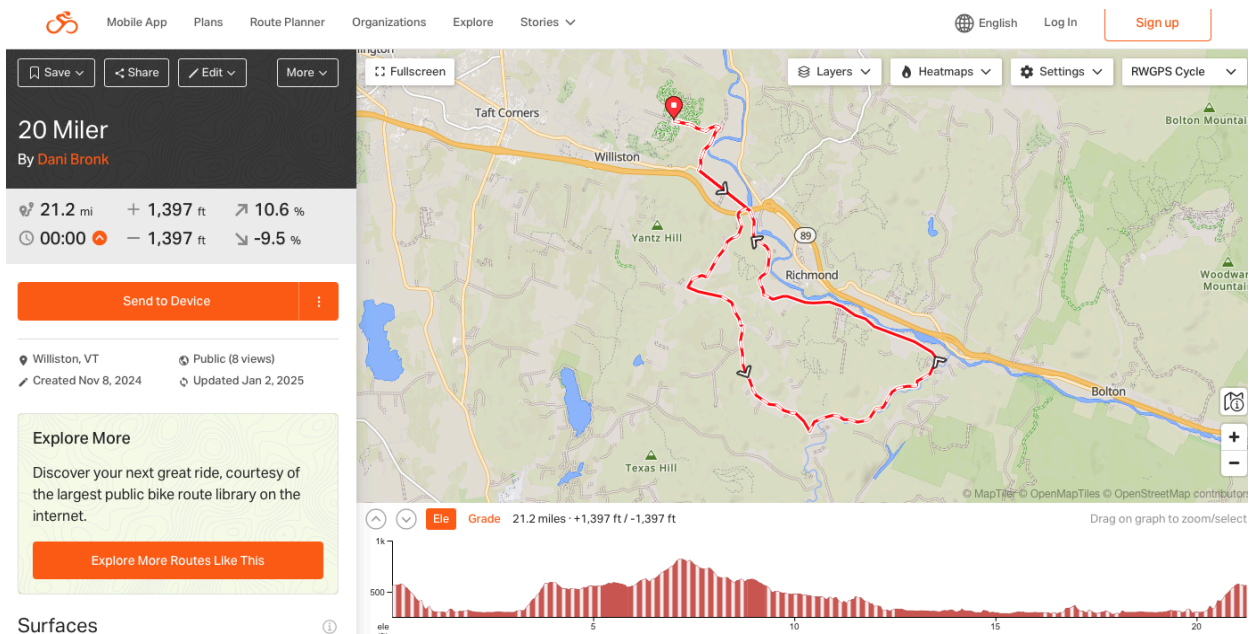 Mobile App Plans Route Planner Organizations Explore Stories English Log In Sign up
Save Share Edit More
20 Miler
By Dani Bronk
21.2 mi + 1,397 ft 10.6 %
00:00 − 1,397 ft -9.5 %
Send to Device
Williston, VT Public (8 views)
Created Nov 8, 2024 Updated Jan 2, 2025
Explore More
Discover your next great ride, courtesy of
the largest public bike route library on the
internet.
Explore More Routes Like This
Surfaces
Fullscreen Layers Heatmaps Settings RWGPS Cycle
Taft Corners
Bolton Mountai
Williston
Yantz Hill
89
Richmond
Woodwar
Mountai
Bolton
Texas Hill
+
−
© MapTiler © OpenMapTiles © OpenStreetMap contributors
Ele Grade 21.2 miles · +1,397 ft / -1,397 ft Drag on graph to zoom/select
1k
500
ele 5 10 15 20